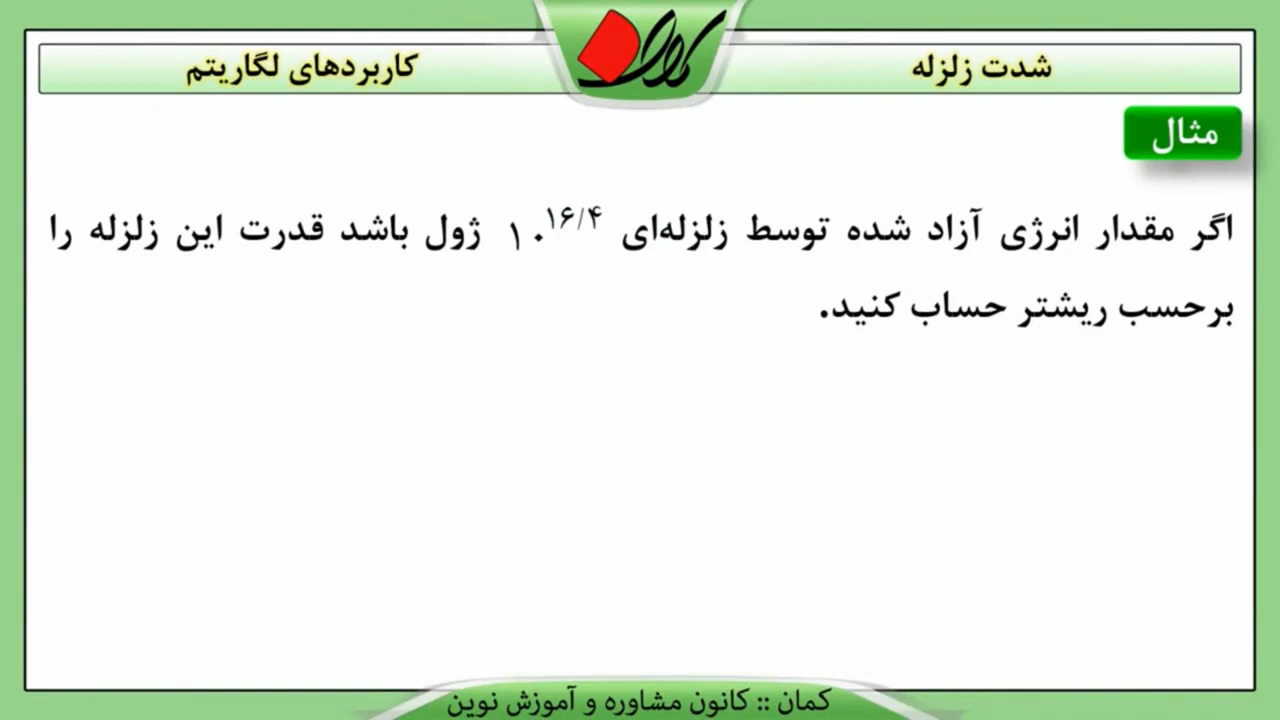 شدت زلزله
کمان
کاربردهای لگاریتم
مثال
اگر مقدار انرژی آزاد شده توسط زلزله‌ای ۱۰^۱۶/۴ ژول باشد قدرت این زلزله را
برحسب ریشتر حساب کنید.
کمان :: کانون مشاوره و آموزش نوین